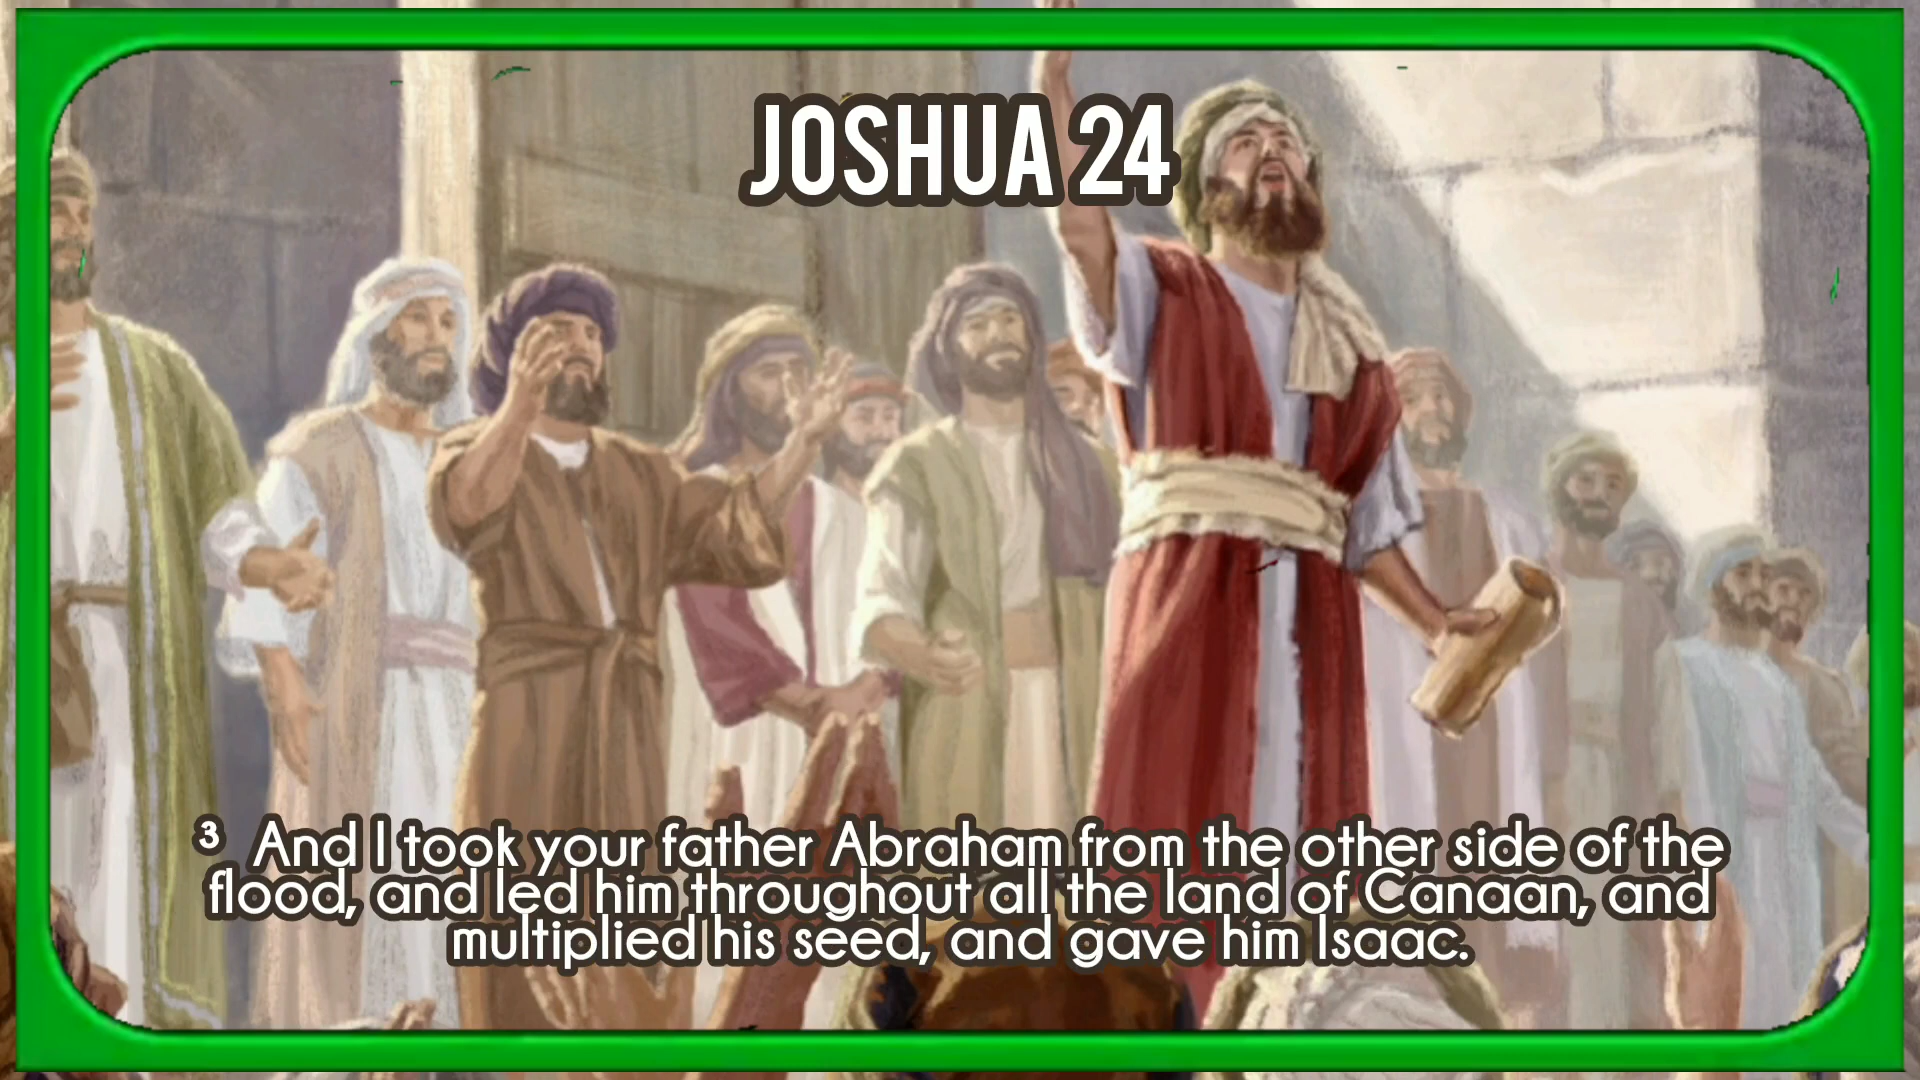 JOSHUA 24
³ And I took your father Abraham from the other side of the
flood, and led him throughout all the land of Canaan, and
multiplied his seed, and gave him Isaac.